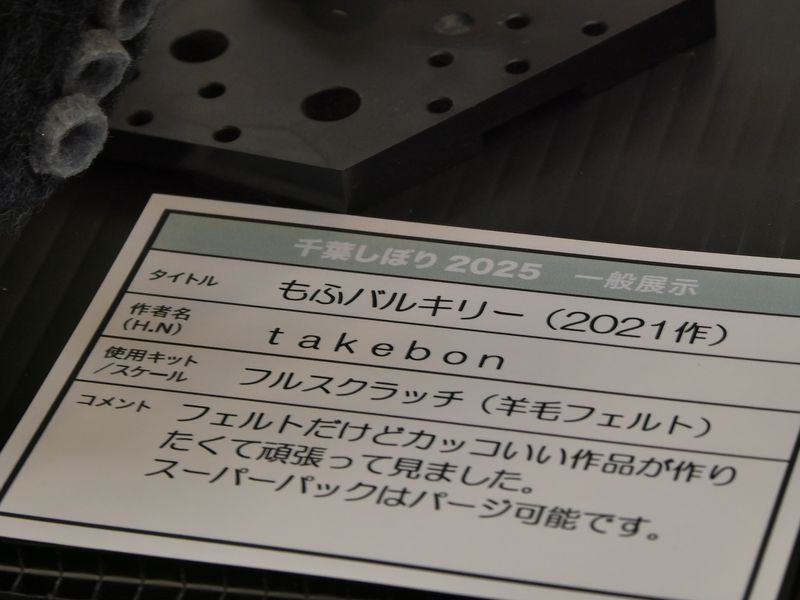 千葉しぼり2025 一般展示
タイトル もふバルキリー（2021作）
作者名
（H.N） takebon
使用キット
/スケール フルスクラッチ（羊毛フェルト）
コメント フェルトだけどカッコいい作品が作り
たくて頑張って見ました。
スーパーパックはパージ可能です。